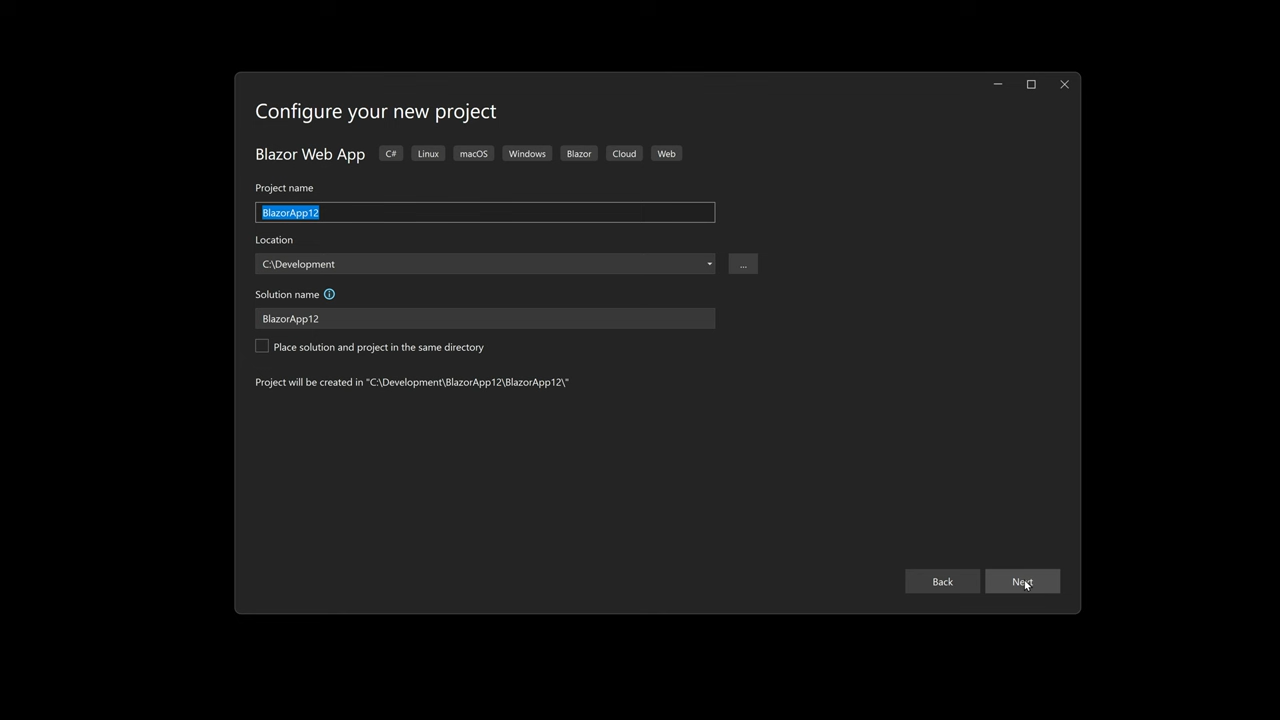 Configure your new project
Blazor Web App C# Linux macOS Windows Blazor Cloud Web
Project name
BlazorApp12
Location
C:\Development
...
Solution name
BlazorApp12
Place solution and project in the same directory
Project will be created in "C:\Development\BlazorApp12\BlazorApp12\"
Back Next